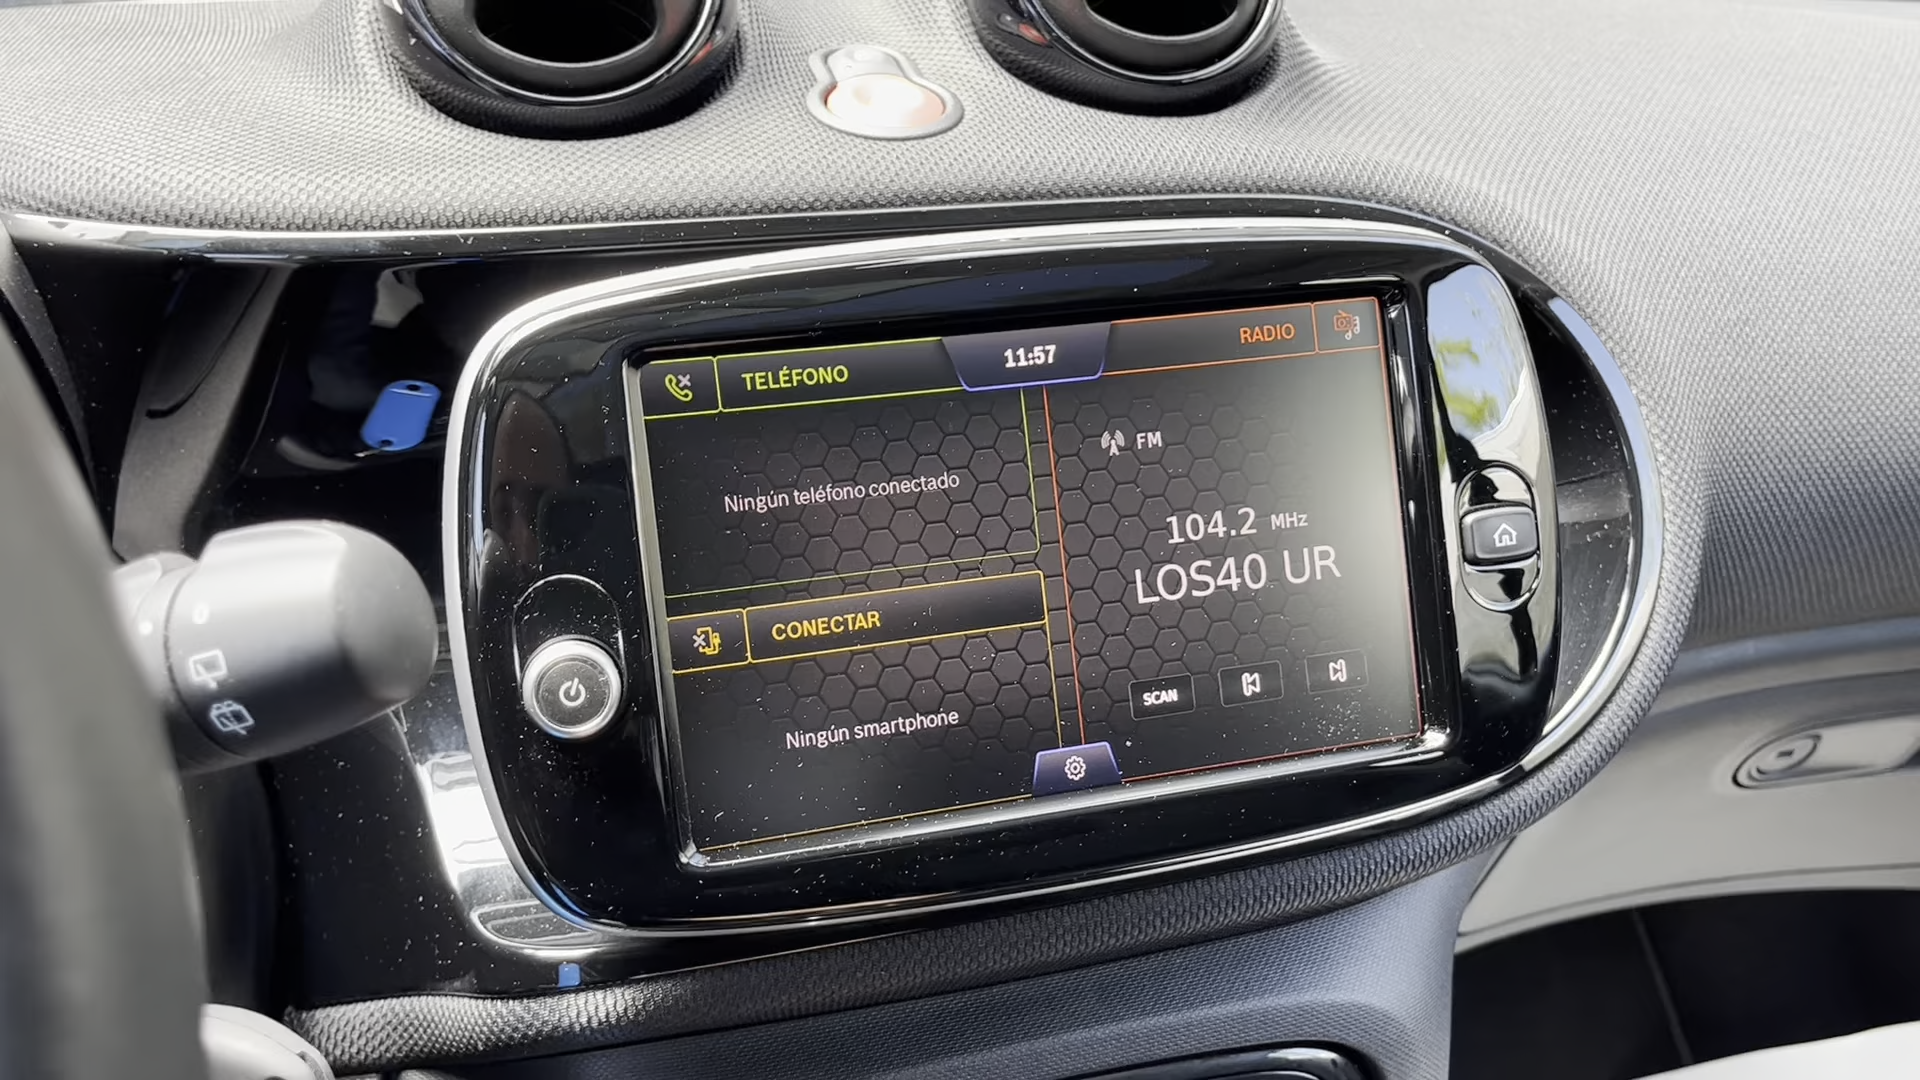 TELÉFONO
11:57
RADIO
Ningún teléfono conectado
FM
104.2 MHz
LOS40 UR
CONECTAR
Ningún smartphone
SCAN